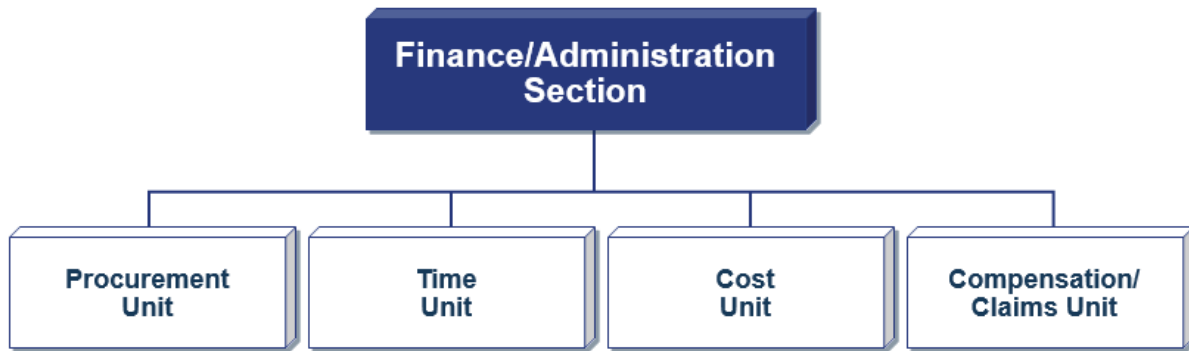 Finance/Administration
Section
Procurement
Unit
Time
Unit
Cost
Unit
Compensation/
Claims Unit